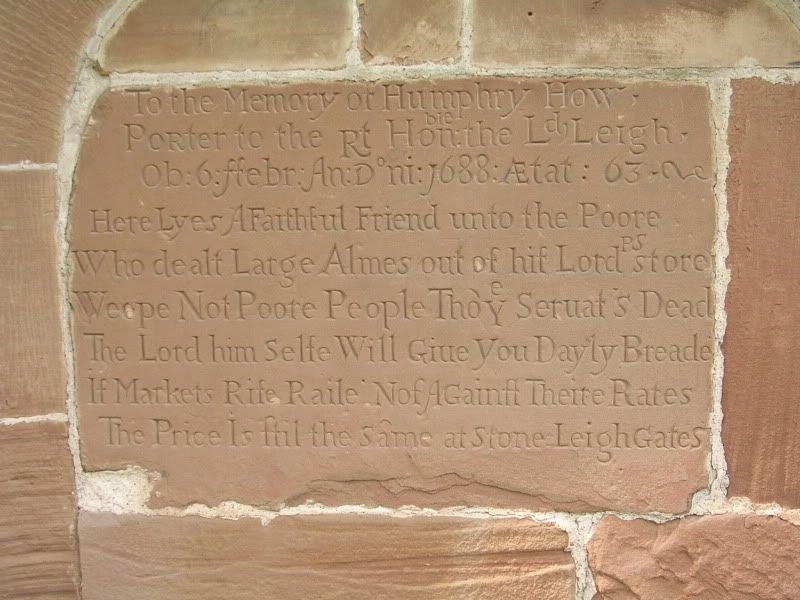 To the Memory of Humphry How,
Porter to the Rt Honble: the Ldy Leigh,
Ob: 6: ffebr: An: Doni: 1688: Ætat: 63
Here Lyes A Faithful Friend unto the Poore
Who dealt Large Almes out of hiſ Lordps store
Weepe Not Poore People Tho' ye Seruat's Dead
The Lord him Selfe Will Giue You Dayly Breade
If Markets Riſe Raile Not AGainſt Theire Rates
The Price Is ſtil the Same at Stone Leigh Gates